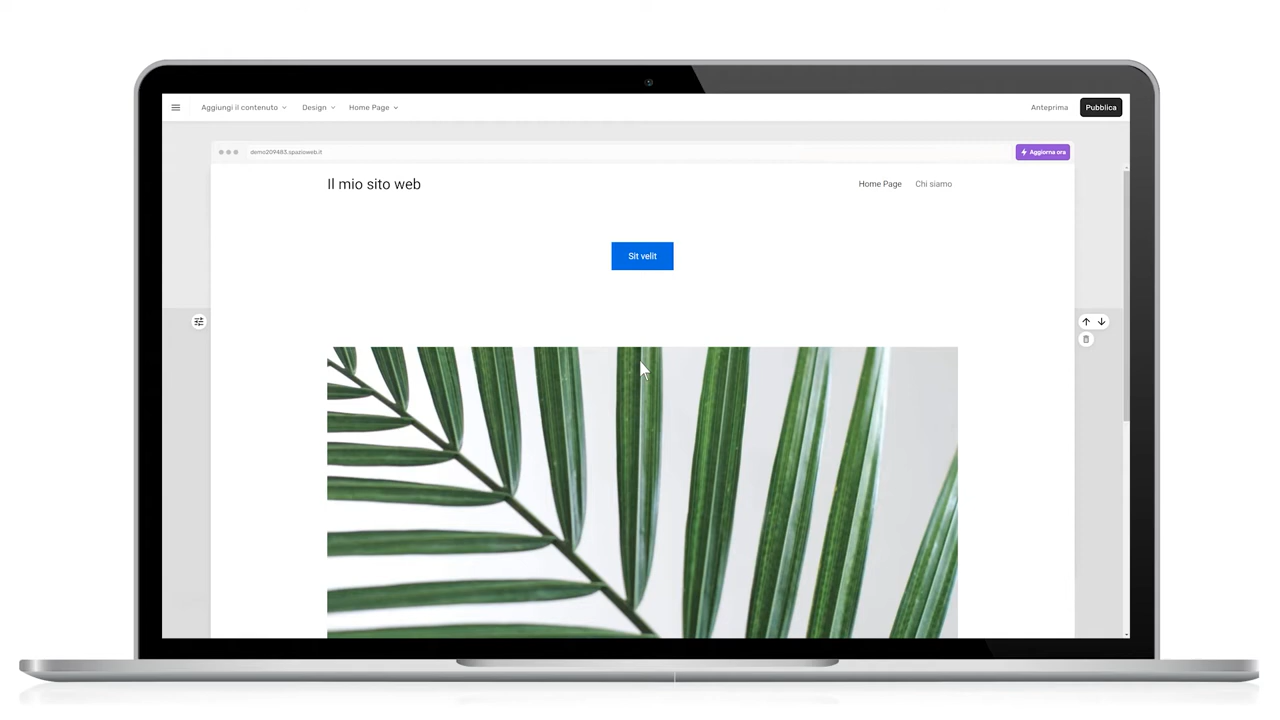 Aggiungi il contenuto Design Home Page Anteprima Pubblica
demo209483.spazioweb.it Aggiorna ora
Il mio sito web Home Page Chi siamo
Sit velit